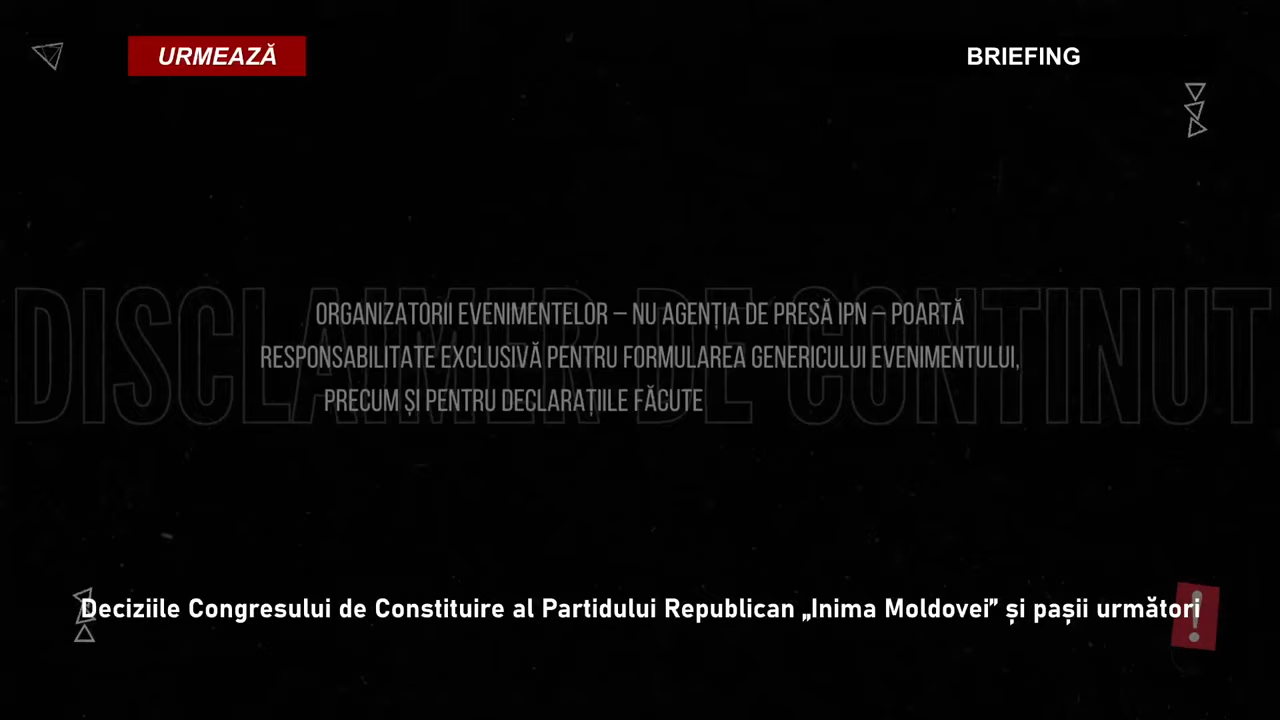 URMEAZĂ
BRIEFING
DISCLAIMER DE CONȚINUT
ORGANIZATORII EVENIMENTELOR – NU AGENȚIA DE PRESĂ IPN – POARTĂ
RESPONSABILITATE EXCLUSIVĂ PENTRU FORMULAREA GENERICULUI EVENIMENTULUI,
PRECUM ȘI PENTRU DECLARAȚIILE FĂCUTE
Deciziile Congresului de Constituire al Partidului Republican „Inima Moldovei” și pașii următori
!